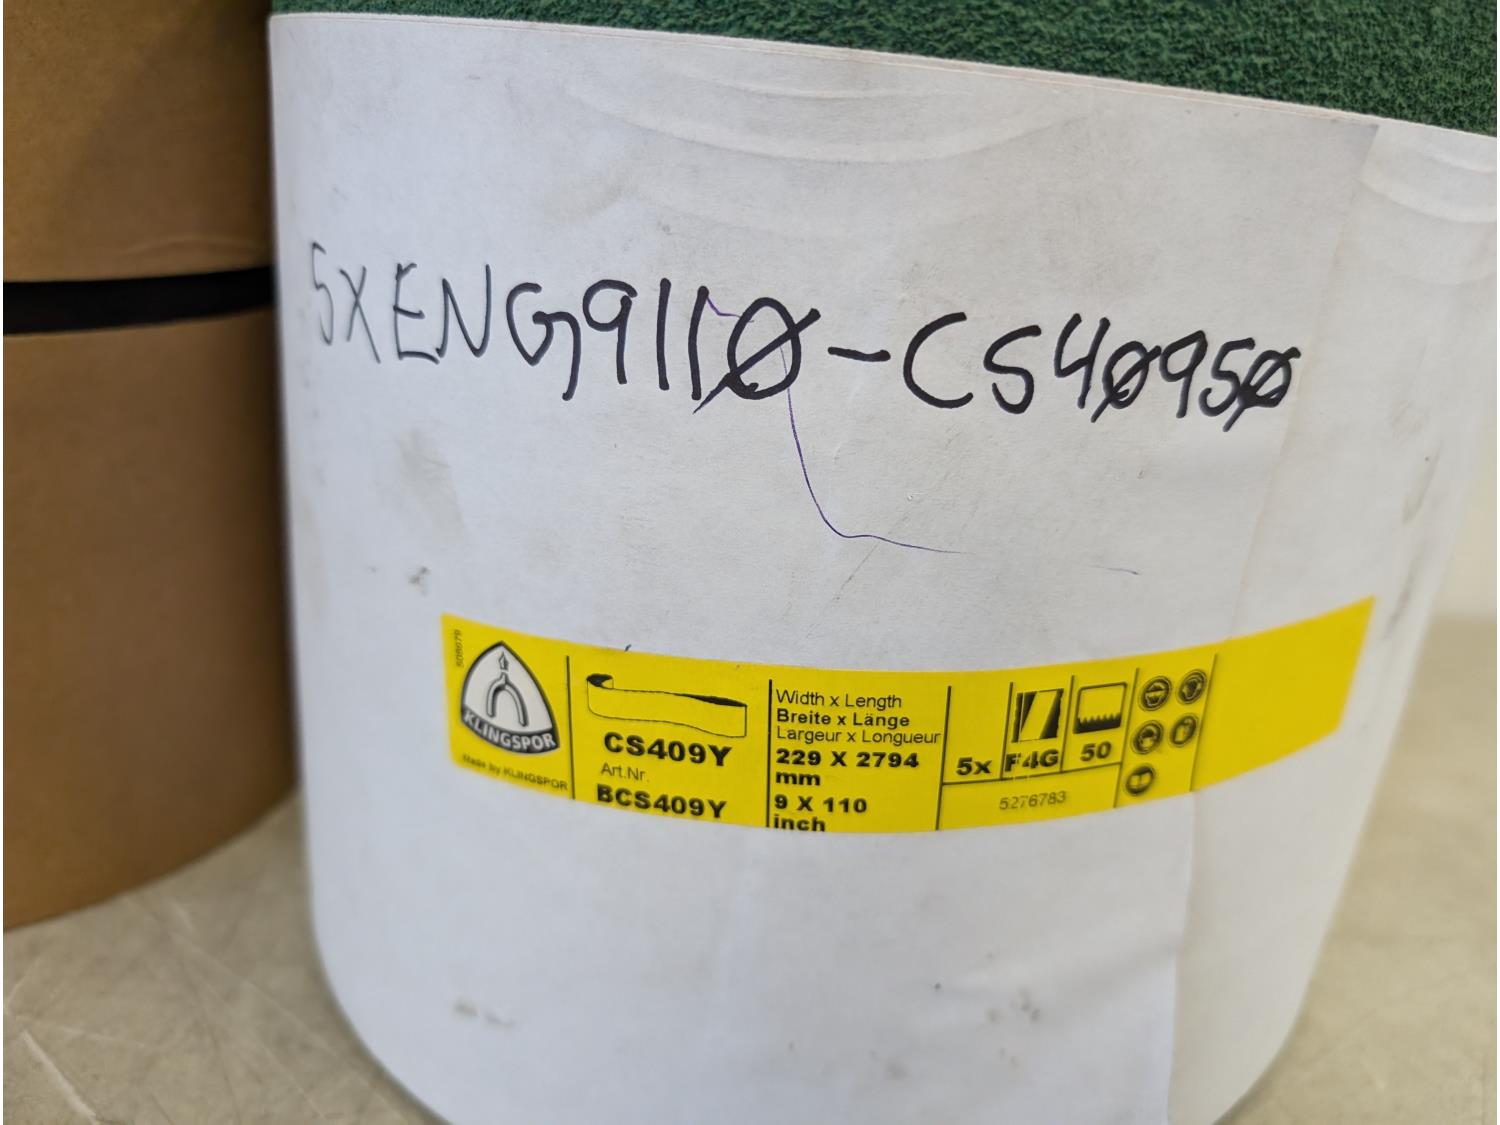 5XENG9110-CS40950
508679
KLINGSPOR
Made by KLINGSPOR
CS409Y
Art.Nr.
BCS409Y
Width x Length
Breite x Länge
Largeur x Longueur
229 X 2794
mm
9 X 110
inch
5x
F4G
50
5276783